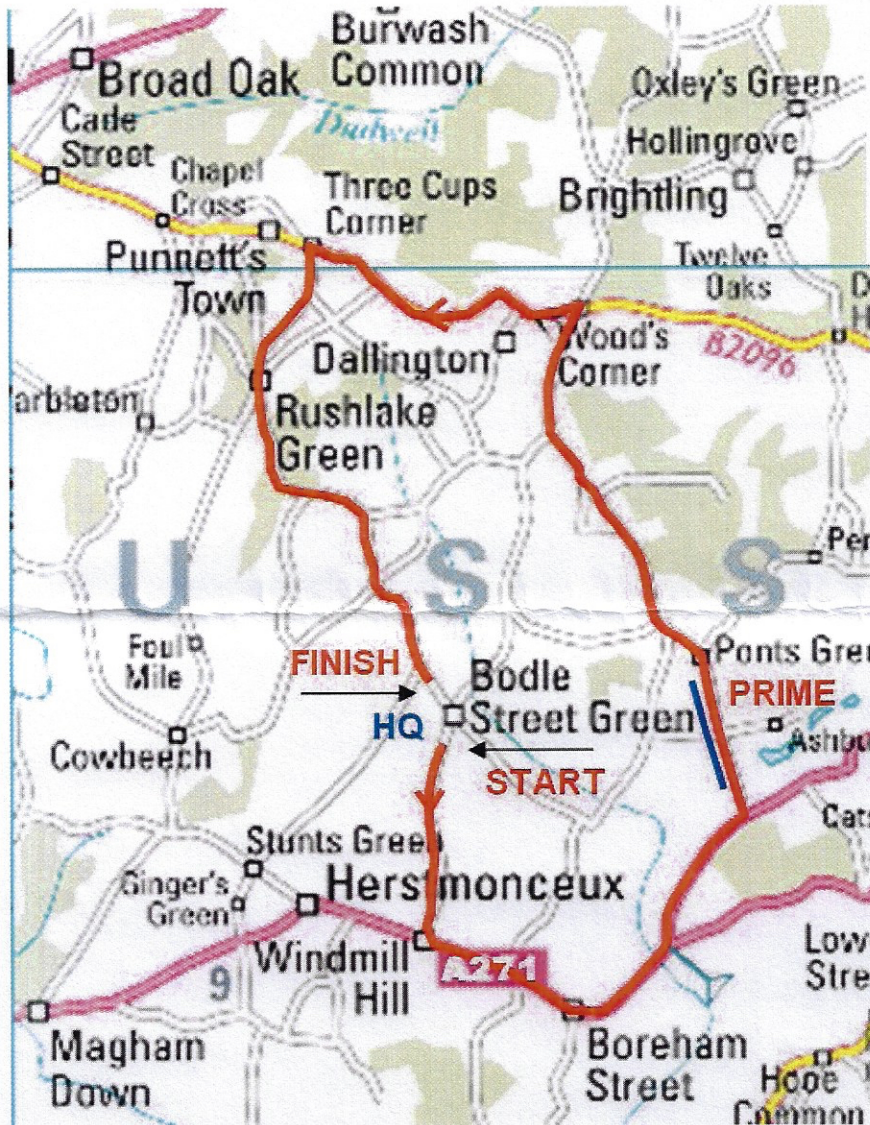 Burwash
Common
Broad Oak
Oxley's Green
Cade
Street
Dudwell
Hollingrove
Chapel
Cross
Three Cups
Corner
Brightling
Punnett's
Town
Twelve
Oaks
Dallington
Wood's
Corner
B2096
Rushlake
Green
U S S
Foul
Mile
FINISH
Bodle
Street Green
HQ
PRIME
Cowbeech
START
Stunts Green
Ginger's
Green
Herstmonceux
Windmill
Hill
A271
9
Magham
Down
Boreham
Street
Hooe
Common